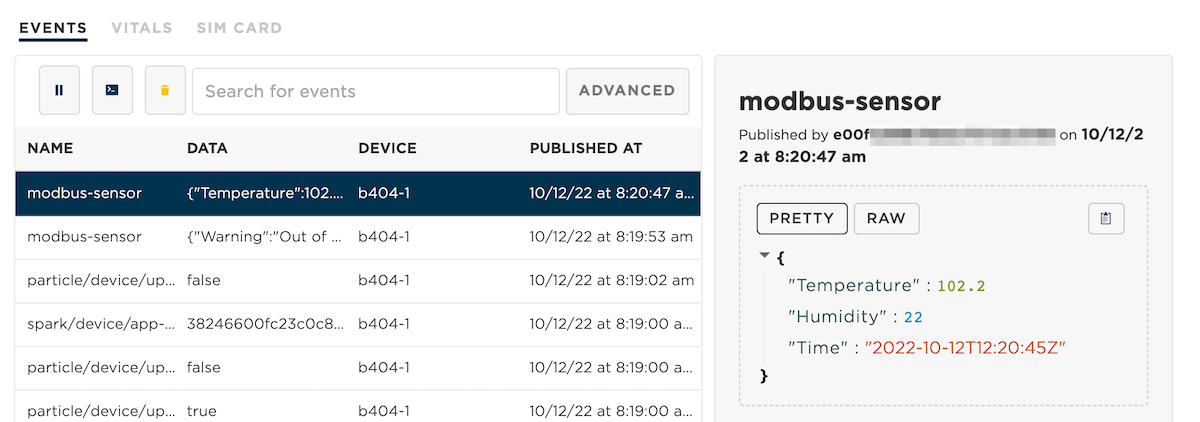 EVENTS VITALS SIM CARD
Search for events ADVANCED
NAME DATA DEVICE PUBLISHED AT
modbus-sensor {"Temperature":102.... b404-1 10/12/22 at 8:20:47 a...
modbus-sensor {"Warning":"Out of ... b404-1 10/12/22 at 8:19:53 am
particle/device/up... false b404-1 10/12/22 at 8:19:02 am
spark/device/app-... 38246600fc23c0c8... b404-1 10/12/22 at 8:19:00 a...
particle/device/up... false b404-1 10/12/22 at 8:19:00 a...
particle/device/up... true b404-1 10/12/22 at 8:19:00 a...
modbus-sensor
Published by e00f on 10/12/2
2 at 8:20:47 am
PRETTY RAW
{
"Temperature" : 102.2
"Humidity" : 22
"Time" : "2022-10-12T12:20:45Z"
}